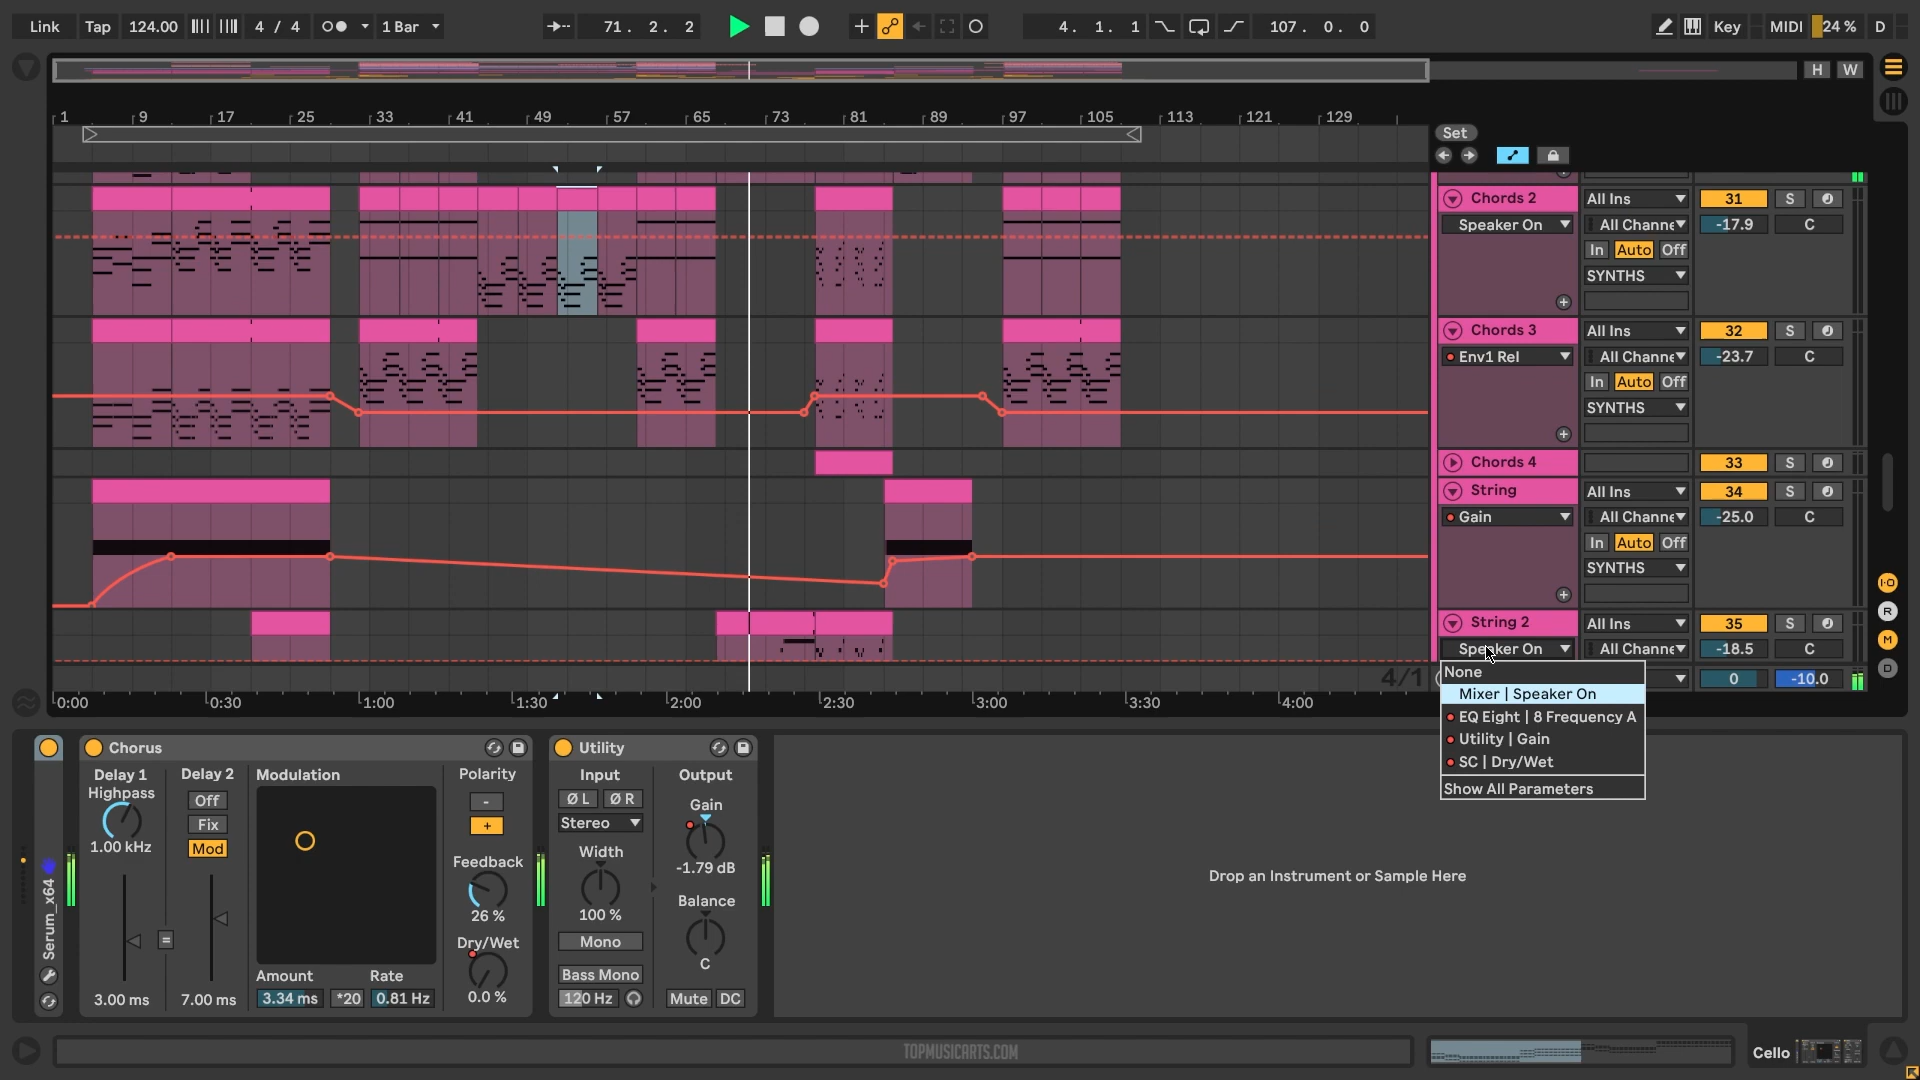 Link Tap 124.00 4 / 4 1 Bar 71. 2. 2 4. 1. 1 107. 0. 0 Key MIDI 24 % D
H W
1 9 17 25 33 41 49 57 65 73 81 89 97 105 113 121 129
Set
Chords 2 All Ins 31 S
Speaker On All Channe -17.9 C
In Auto Off
SYNTHS
Chords 3 All Ins 32 S
Env1 Rel All Channe -23.7 C
In Auto Off
SYNTHS
Chords 4 33 S
String All Ins 34 S
Gain All Channe -25.0 C
In Auto Off
SYNTHS
I·O
R
M
D
String 2 All Ins 35 S
Speaker On All Channe -18.5 C
4/1 0 -10.0
0:00 0:30 1:00 1:30 2:00 2:30 3:00 3:30 4:00
None
Mixer | Speaker On
EQ Eight | 8 Frequency A
Utility | Gain
SC | Dry/Wet
Show All Parameters
Serum_x64
Chorus
Delay 1 Delay 2 Modulation Polarity
Highpass Off -
Fix +
1.00 kHz Mod
Feedback
26 %
Dry/Wet
=
Amount Rate
3.00 ms 7.00 ms 3.34 ms *20 0.81 Hz 0.0 %
Utility
Input Output
Ø L Ø R Gain
Stereo
Width -1.79 dB
100 % Balance
Mono
C
Bass Mono
120 Hz Mute DC
Drop an Instrument or Sample Here
TOPMUSICARTS.COM
Cello